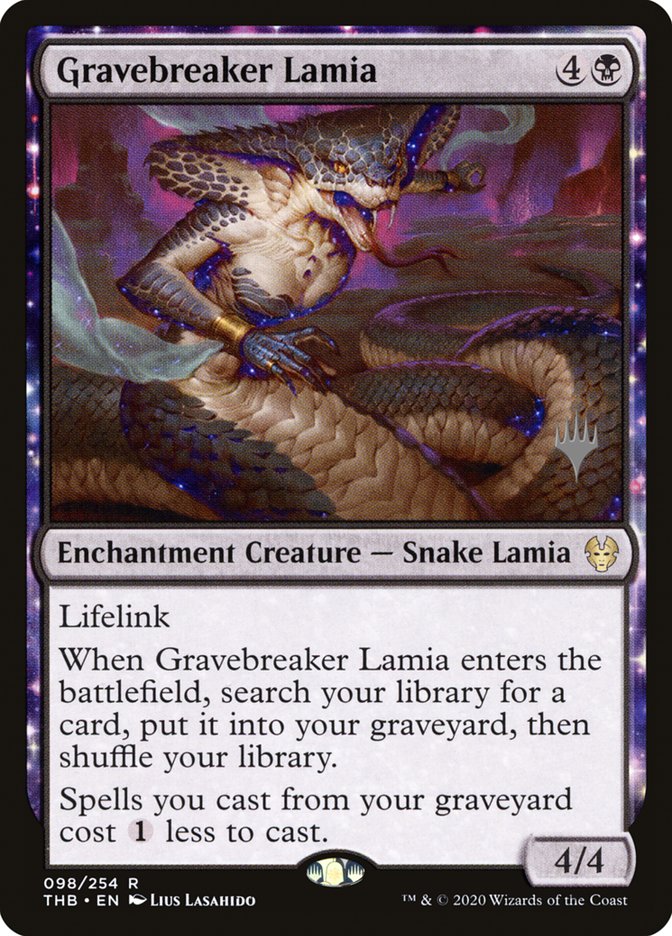 Gravebreaker Lamia 4
Enchantment Creature — Snake Lamia
Lifelink
When Gravebreaker Lamia enters the
battlefield, search your library for a
card, put it into your graveyard, then
shuffle your library.
Spells you cast from your graveyard
cost 1 less to cast.
4/4
098/254 R
THB • EN Lius Lasahido
™ & © 2020 Wizards of the Coast